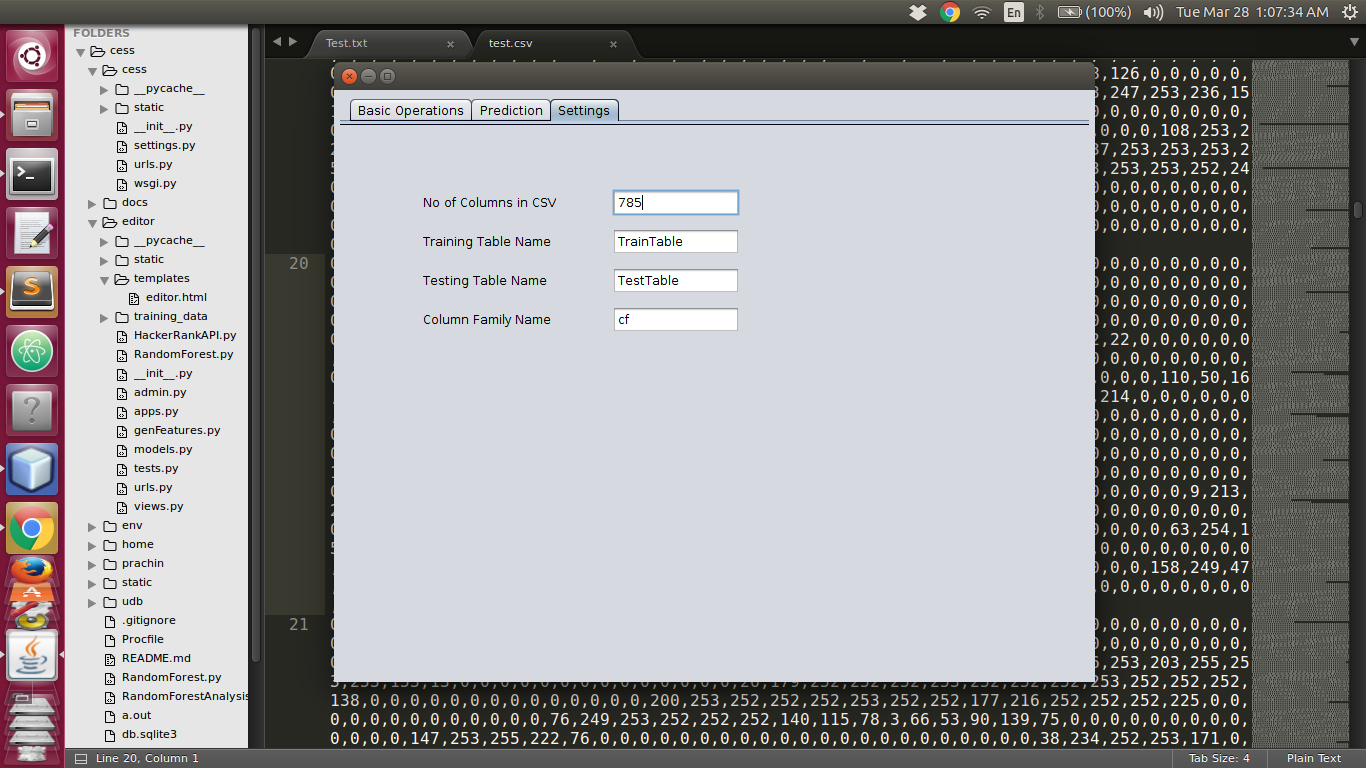 En (100%) Tue Mar 28 1:07:34 AM
FOLDERS
cess
cess
__pycache__
static
__init__.py
settings.py
urls.py
wsgi.py
docs
editor
__pycache__
static
templates
editor.html
training_data
HackerRankAPI.py
RandomForest.py
__init__.py
admin.py
apps.py
genFeatures.py
models.py
tests.py
urls.py
views.py
env
home
prachin
static
udb
.gitignore
Procfile
README.md
RandomForest.py
RandomForestAnalysis
a.out
db.sqlite3
Test.txt × test.csv ×
Basic Operations Prediction Settings
No of Columns in CSV 785
Training Table Name TrainTable
Testing Table Name TestTable
Column Family Name cf
,126,0,0,0,0,0,
,247,253,236,15
0,0,0,0,0,0,0,
0,0,0,108,253,2
37,253,253,253,2
253,253,252,24
0,0,0,0,0,0,0,
0,0,0,0,0,0,0,
0,0,0,0,0,0,0,
20
0,0,0,0,0,0,0,
0,0,0,0,0,0,0,
0,0,0,0,0,0,0,
0,0,0,0,0,0,0,
,22,0,0,0,0,0,0
0,0,0,0,0,0,0,
0,0,0,110,50,16
,214,0,0,0,0,0,0
0,0,0,0,0,0,0,
0,0,0,0,0,0,0,
0,0,0,0,0,0,0,
0,0,0,0,0,0,0,
0,0,0,0,0,9,213,
0,0,0,0,0,0,0,
0,0,0,0,63,254,1
0,0,0,0,0,0,0,0
0,0,0,158,249,47
0,0,0,0,0,0,0,0
21
0,0,0,0,0,0,0,
0,0,0,0,0,0,0,
,253,203,255,25
138,0,0,0,0,0,0,0,0,0,0,0,0,200,253,252,252,252,253,252,252,177,216,252,252,252,225,0,0,0,
0,0,0,0,0,0,0,0,0,0,0,76,249,253,252,252,252,140,115,78,3,66,53,90,139,75,0,0,0,0,0,0,0,0,
0,0,0,0,147,253,255,222,76,0,0,0,0,0,0,0,0,0,0,0,0,0,0,0,0,0,0,0,0,38,234,252,253,171,0,
Line 20, Column 1 Tab Size: 4 Plain Text